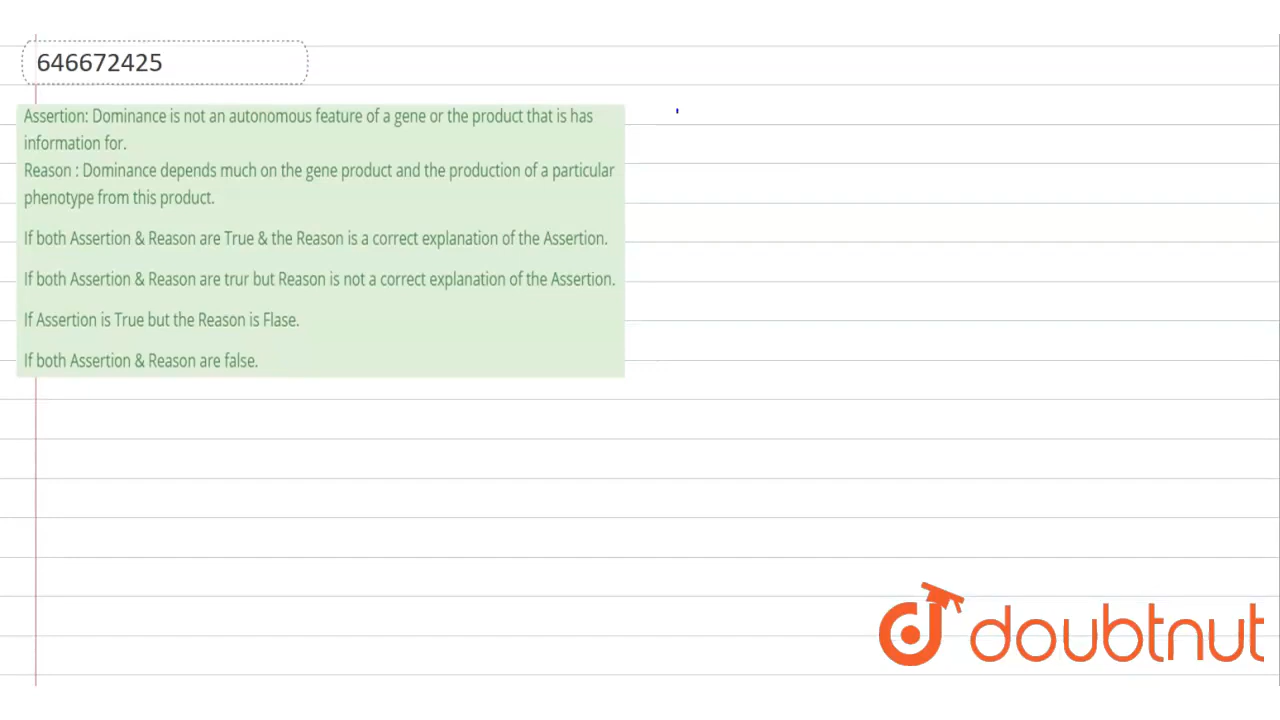 646672425
Assertion: Dominance is not an autonomous feature of a gene or the product that is has
information for.
Reason : Dominance depends much on the gene product and the production of a particular
phenotype from this product.
If both Assertion & Reason are True & the Reason is a correct explanation of the Assertion.
If both Assertion & Reason are trur but Reason is not a correct explanation of the Assertion.
If Assertion is True but the Reason is Flase.
If both Assertion & Reason are false.
doubtnut